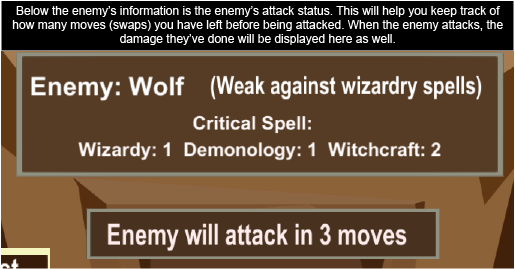 Below the enemy's information is the enemy's attack status. This will help you keep track of
how many moves (swaps) you have left before being attacked. When the enemy attacks, the
damage they've done will be displayed here as well.
Enemy: Wolf (Weak against wizardry spells)
Critical Spell:
Wizardy: 1 Demonology: 1 Witchcraft: 2
Enemy will attack in 3 moves